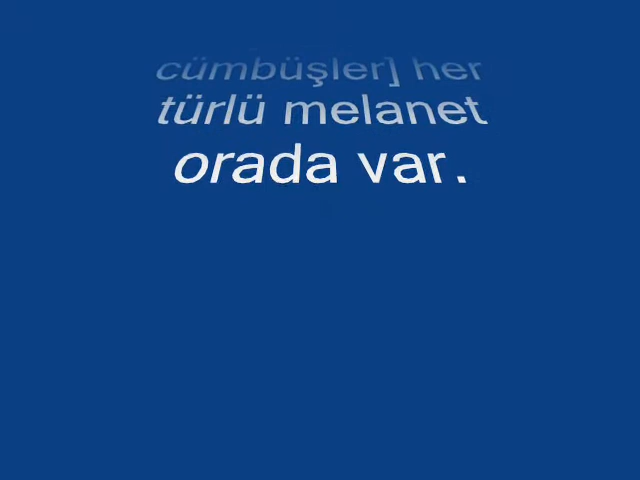 cümbüşler] her
türlü melanet
orada var.